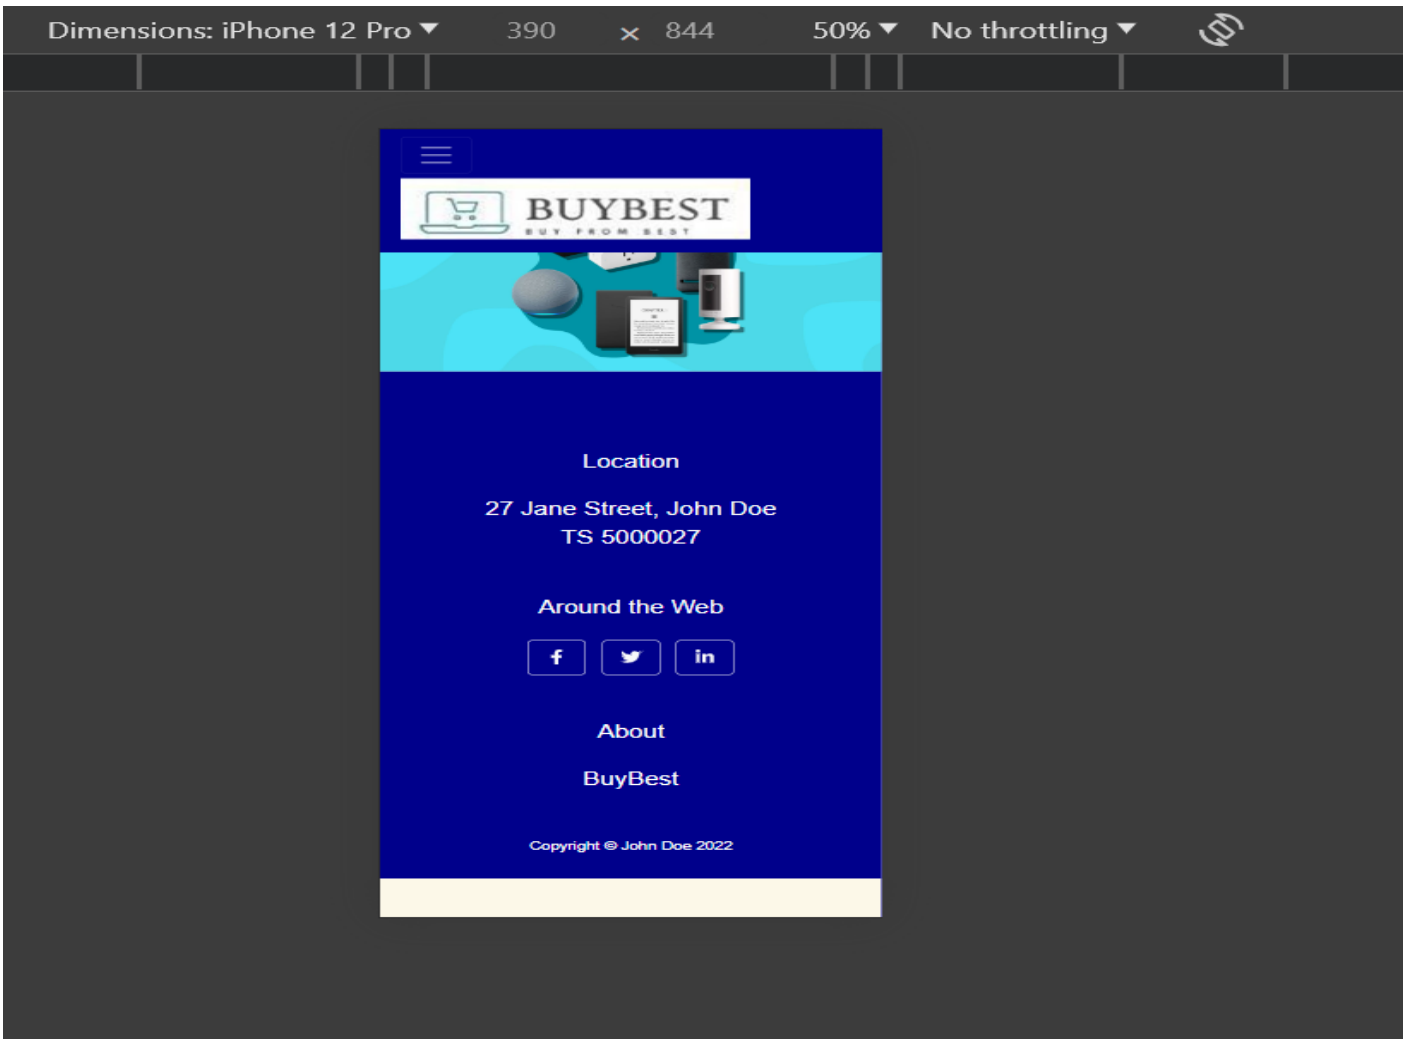 Dimensions: iPhone 12 Pro 390 × 844 50% No throttling
BUYBEST
BUY FROM BEST
Location
27 Jane Street, John Doe
TS 5000027
Around the Web
About
BuyBest
Copyright © John Doe 2022